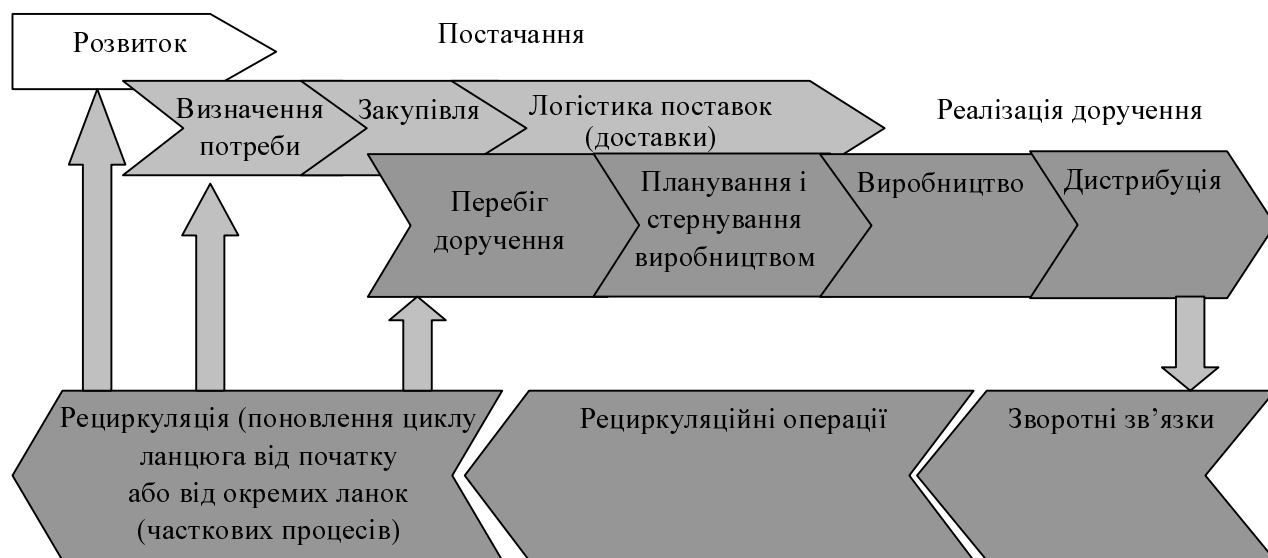 Розвиток
Постачання
Визначення
потреби
Закупівля
Логістика поставок
(доставки)
Реалізація доручення
Перебіг
доручення
Планування і
стернування
виробництвом
Виробництво
Дистрибуція
Рециркуляція (поновлення циклу
ланцюга від початку
або від окремих ланок
(часткових процесів)
Рециркуляційні операції
Зворотні зв’язки